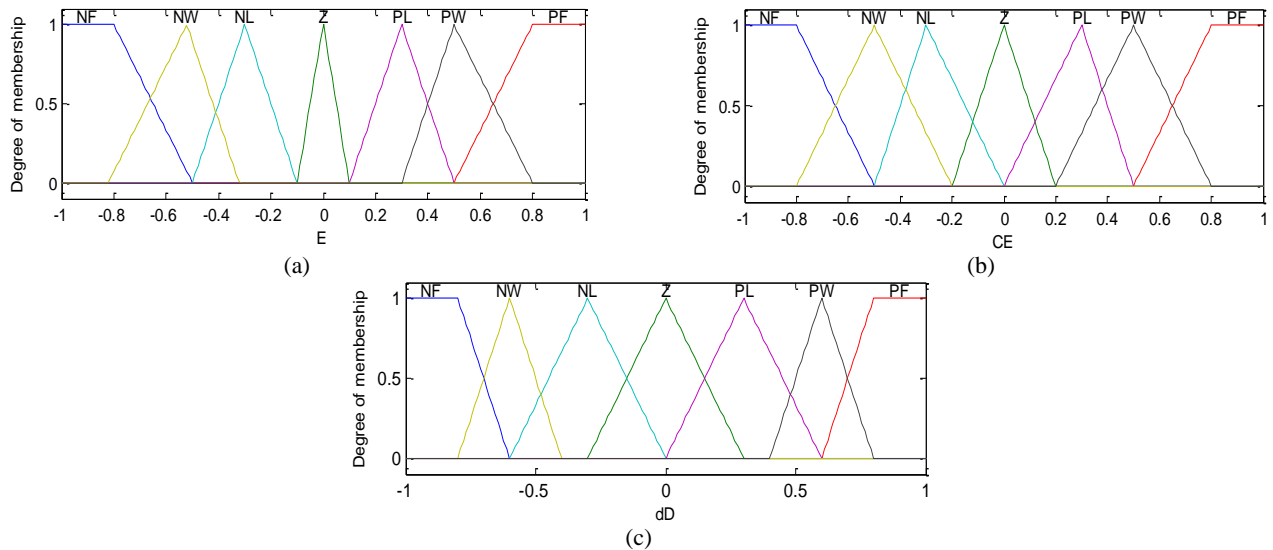 NF NW NL Z PL PW PF
1
0.5
0
Degree of membership
-1 -0.8 -0.6 -0.4 -0.2 0 0.2 0.4 0.6 0.8 1
E
(a)
NF NW NL Z PL PW PF
1
0.5
0
Degree of membership
-1 -0.8 -0.6 -0.4 -0.2 0 0.2 0.4 0.6 0.8 1
CE
(b)
NF NW NL Z PL PW PF
1
0.5
0
Degree of membership
-1 -0.5 0 0.5 1
dD
(c)